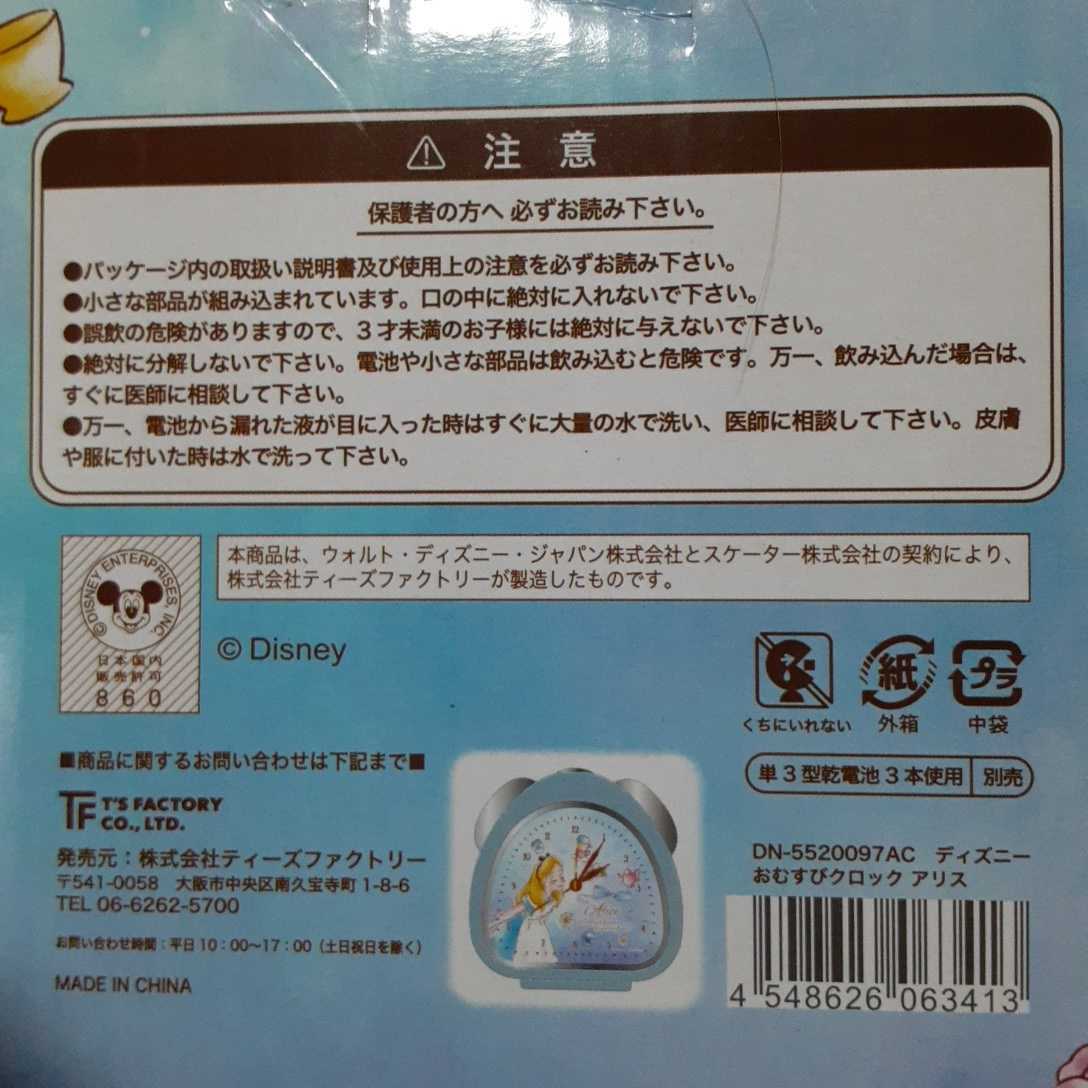 ⚠ 注意
保護者の方へ 必ずお読み下さい。
●パッケージ内の取扱い説明書及び使用上の注意を必ずお読み下さい。
●小さな部品が組み込まれています。口の中に絶対に入れないで下さい。
●誤飲の危険がありますので、3才未満のお子様には絶対に与えないで下さい。
●絶対に分解しないで下さい。電池や小さな部品は飲み込むと危険です。万一、飲み込んだ場合は、
すぐに医師に相談して下さい。
●万一、電池から漏れた液が目に入った時はすぐに大量の水で洗い、医師に相談して下さい。皮膚
や服に付いた時は水で洗って下さい。
©DISNEY ENTERPRISES, INC.
日本国内
販売許可
860
本商品は、ウォルト・ディズニー・ジャパン株式会社とスケーター株式会社の契約により、
株式会社ティーズファクトリーが製造したものです。
© Disney
くちにいれない
紙
外箱
プラ
中袋
■商品に関するお問い合わせは下記まで■
TF T'S FACTORY
CO., LTD.
発売元：株式会社ティーズファクトリー
〒541-0058 大阪市中央区南久宝寺町 1-8-6
TEL 06-6262-5700
お問い合わせ時間：平日10：00〜17：00（土日祝日を除く）
MADE IN CHINA
Alice
単3型乾電池3本使用 別売
DN-5520097AC ディズニー
おむすびクロック アリス
4 548626 063413